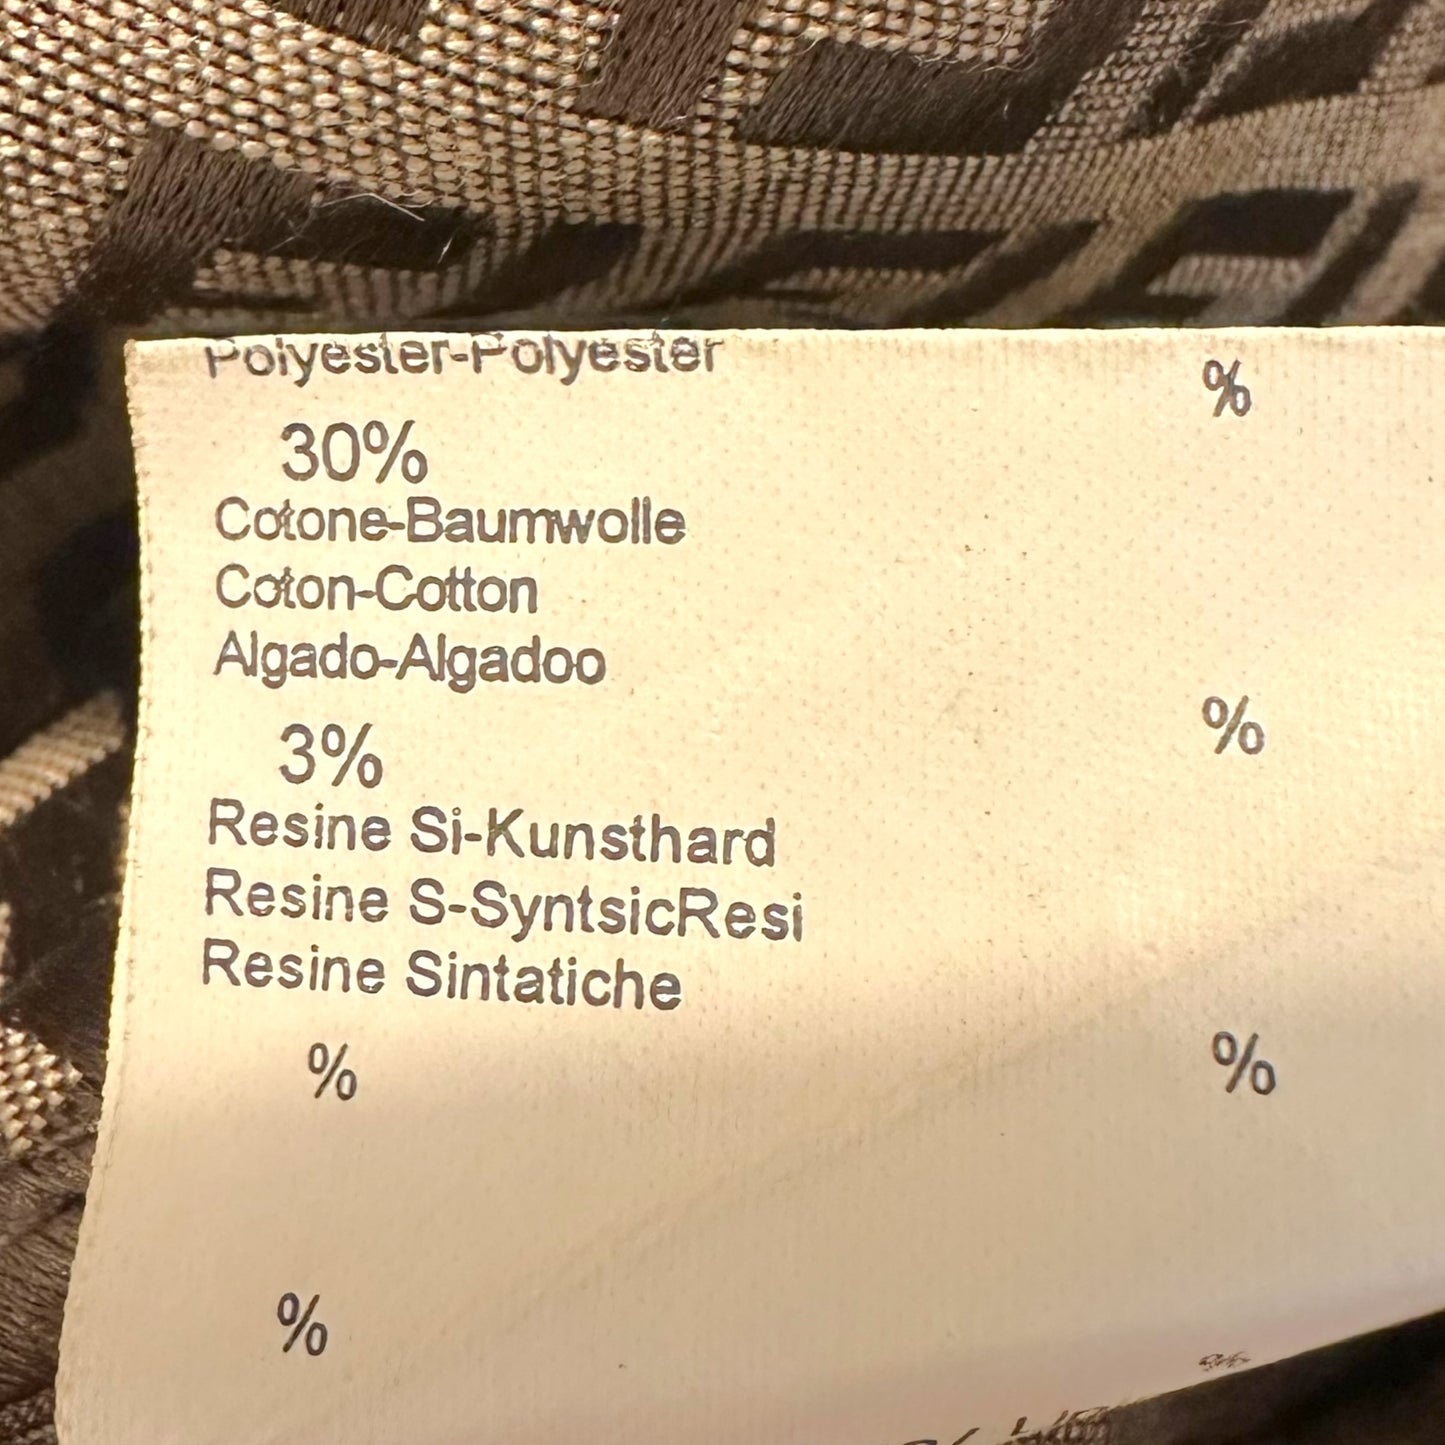 Polyester-Polyester
%
30%
Cotone-Baumwolle
Coton-Cotton
Algado-Algadoo
3%
%
Resine Si-Kunsthard
Resine S-SyntsicResi
Resine Sintatiche
%
%
%